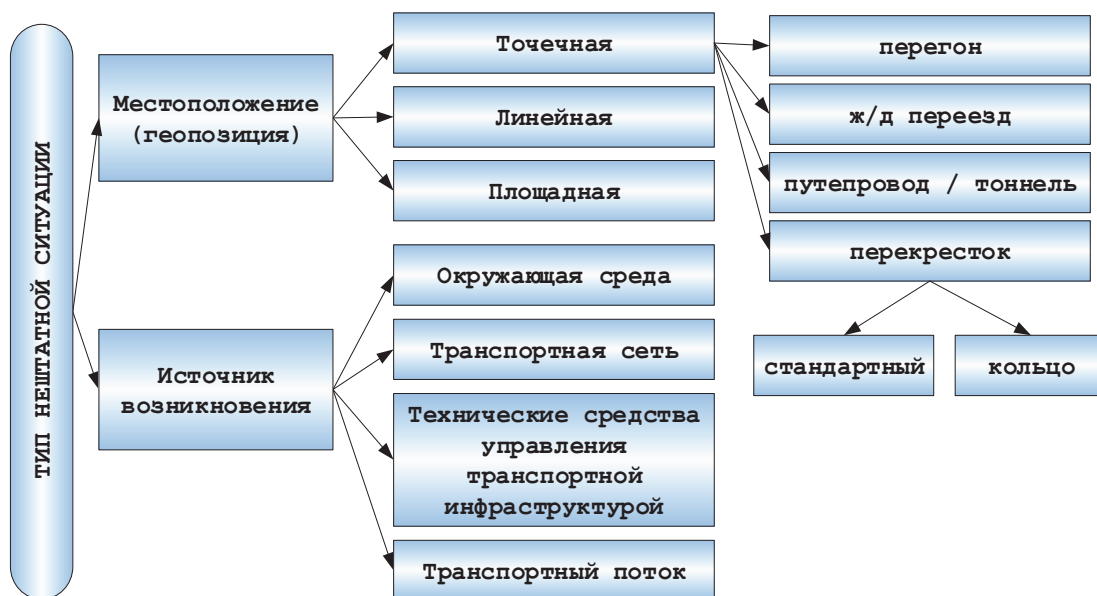 ТИП НЕШТАТНОЙ СИТУАЦИИ
Местоположение
(геопозиция)
Точечная
Линейная
Площадная
перегон
ж/д переезд
путепровод / тоннель
перекресток
стандартный
кольцо
Источник
возникновения
Окружающая среда
Транспортная сеть
Технические средства
управления
транспортной
инфраструктурой
Транспортный поток